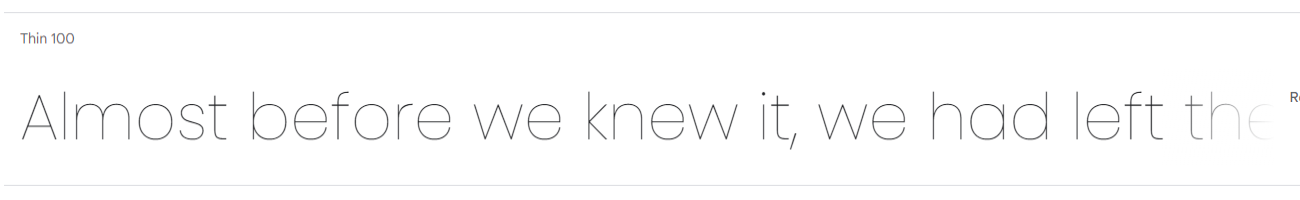 Thin 100
Almost before we knew it, we had left the